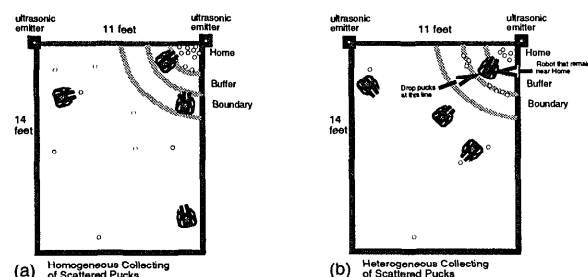 ultrasonic
emitter
11 feet
ultrasonic
emitter
Home
Buffer
Boundary
14
feet
(a) Homogeneous Collecting
of Scattered Pucks
ultrasonic
emitter
11 feet
ultrasonic
emitter
Home
Robot that remai
near Home
Buffer
Drop pucks
at this line
Boundary
14
feet
(b) Heterogeneous Collecting
of Scattered Pucks